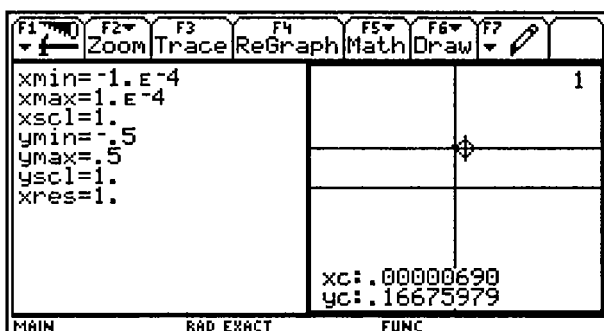 F1 F2 Zoom F3 Trace F4 ReGraph F5 Math F6 Draw F7
xmin=⁻1.ᴇ⁻4
xmax=1.ᴇ⁻4
xscl=1.
ymin=⁻.5
ymax=.5
yscl=1.
xres=1.
1
xc:.00000690
yc:.16675979
MAIN RAD EXACT FUNC